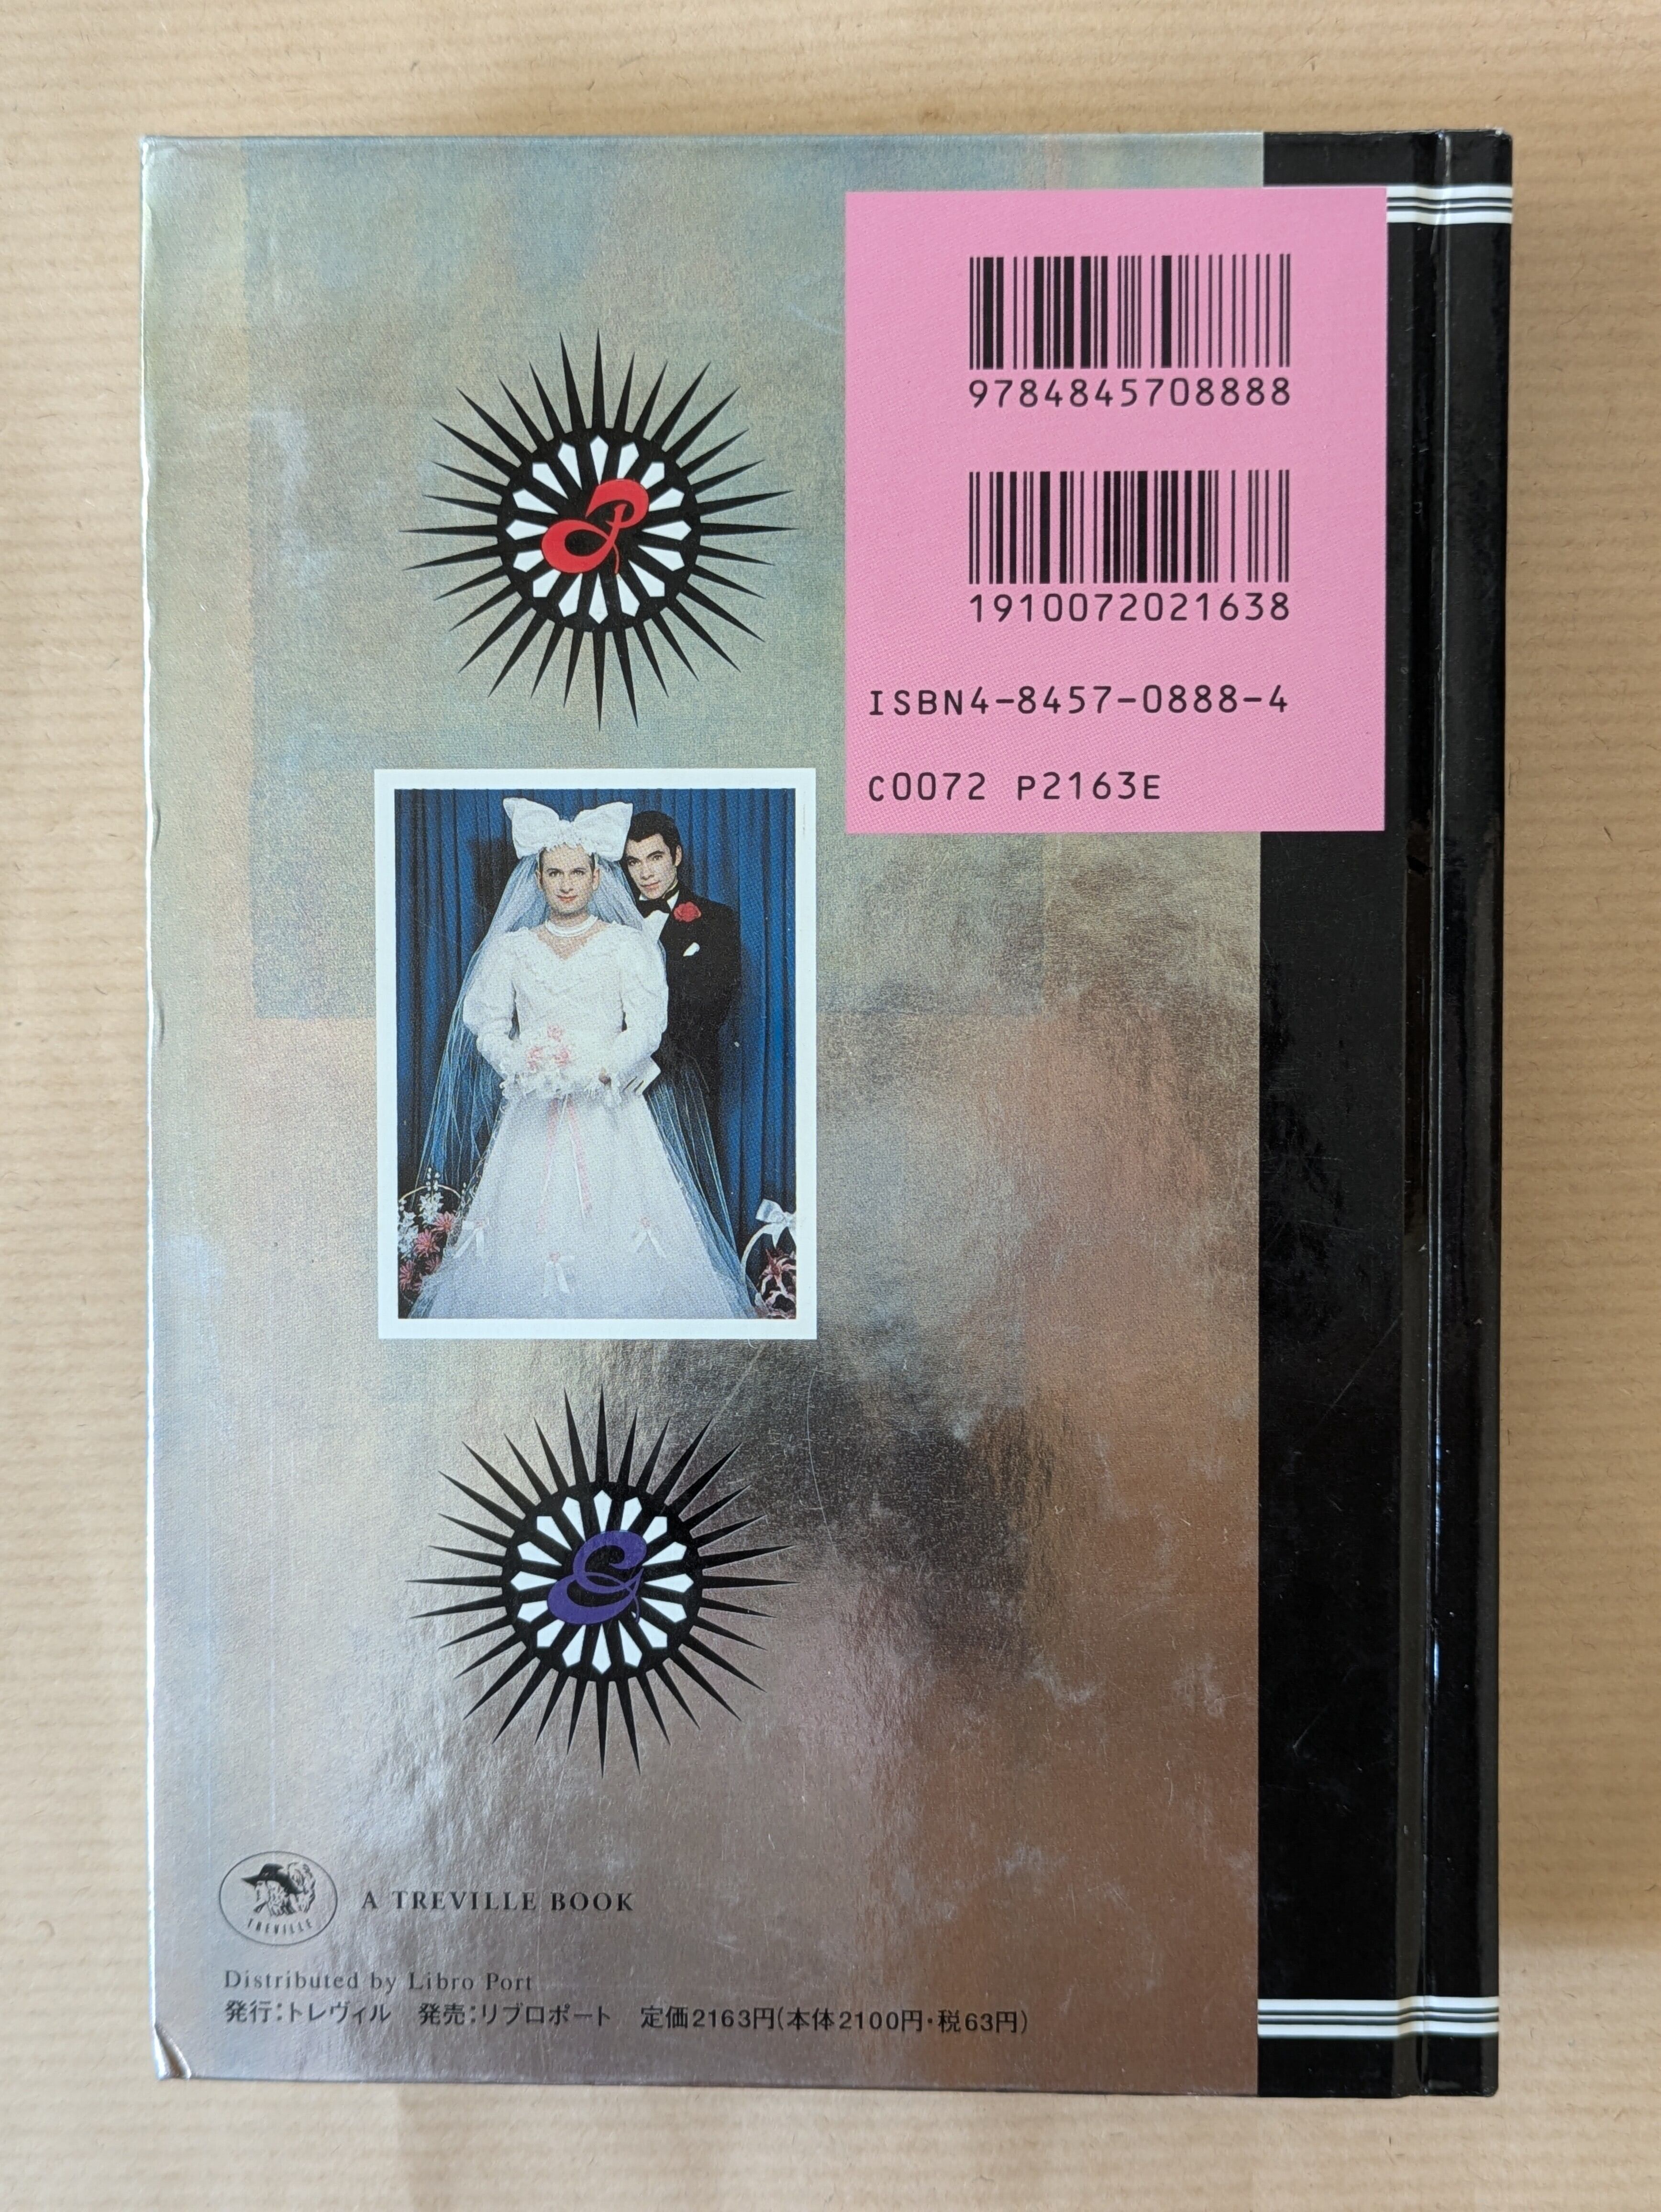 9784845708888
1910072021638
ISBN4-8457-0888-4
C0072 P2163E
P
E
TREVILLE
A TREVILLE BOOK
Distributed by Libro Port
発行:トレヴィル 発売:リブロポート 定価2163円(本体2100円・税63円)